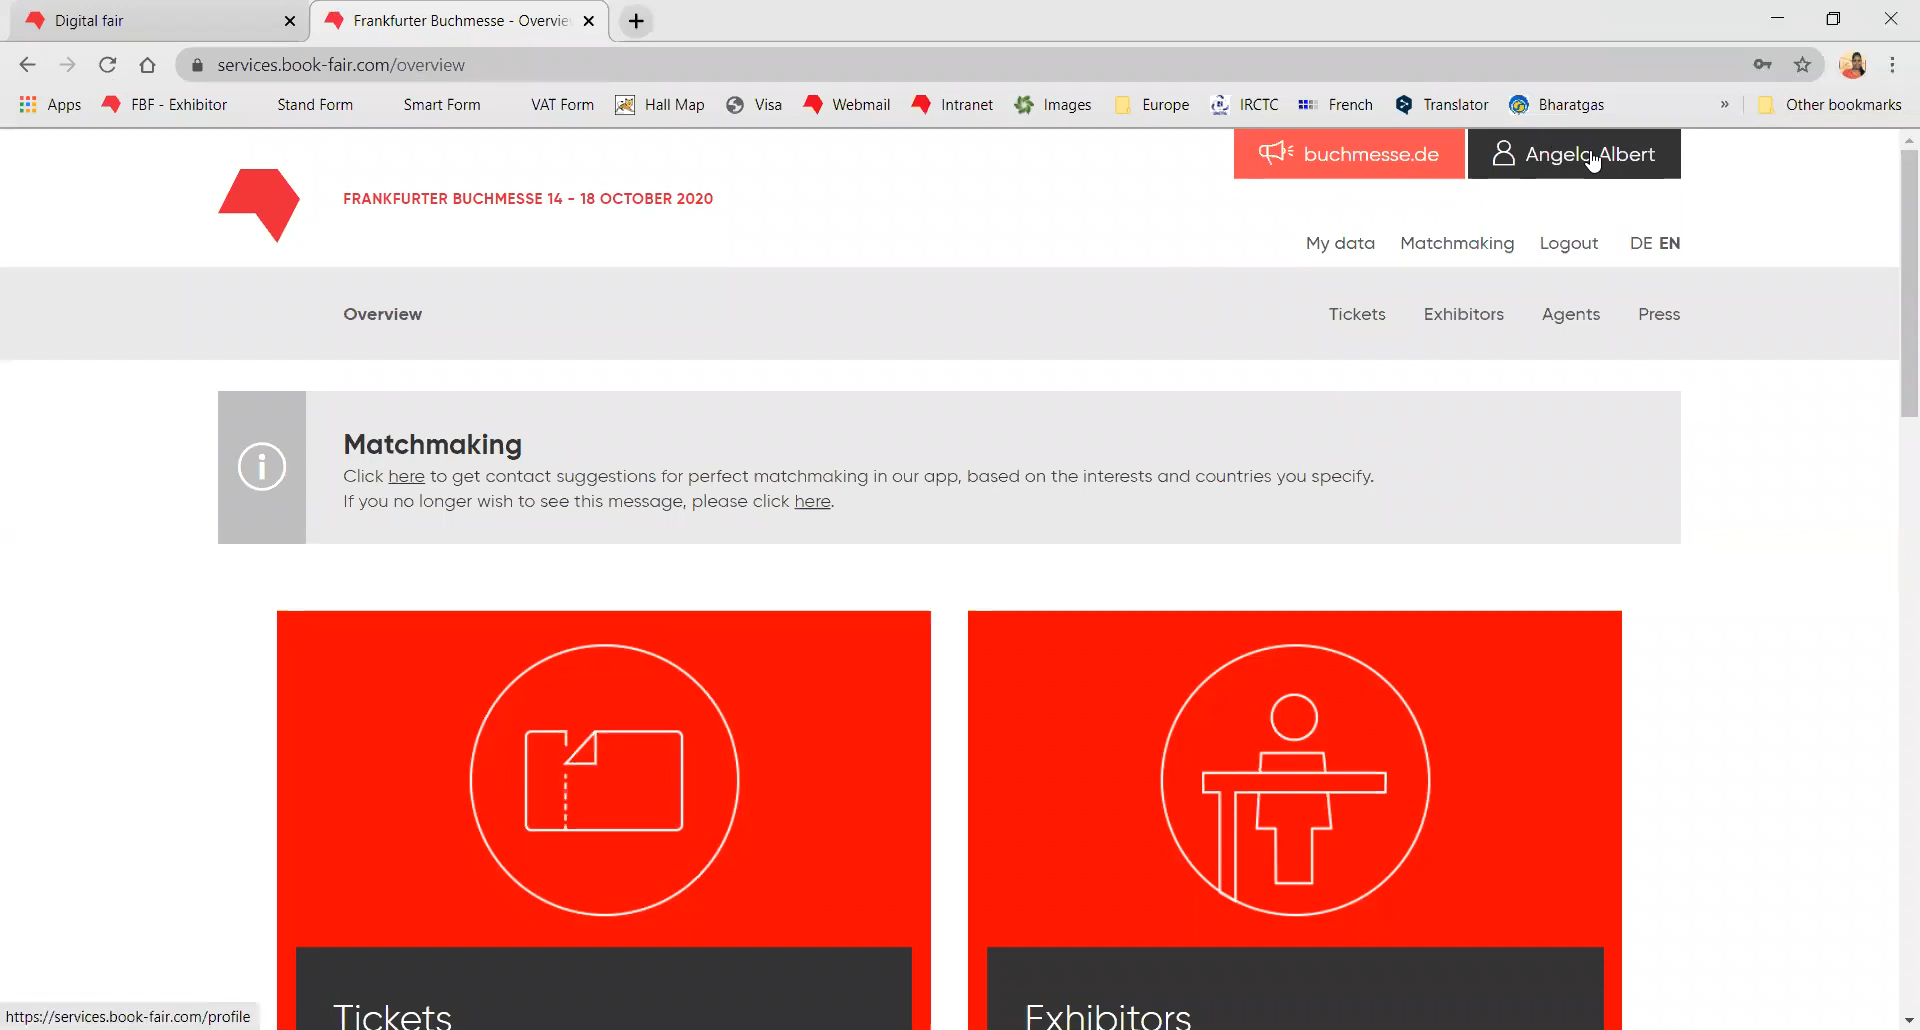 Digital fair
Frankfurter Buchmesse - Overvie
services.book-fair.com/overview
Apps FBF - Exhibitor Stand Form Smart Form VAT Form Hall Map Visa Webmail Intranet Images Europe IRCTC French Translator Bharatgas » Other bookmarks
buchmesse.de Angela Albert
FRANKFURTER BUCHMESSE 14 - 18 OCTOBER 2020
My data Matchmaking Logout DE EN
Overview Tickets Exhibitors Agents Press
Matchmaking
Click here to get contact suggestions for perfect matchmaking in our app, based on the interests and countries you specify.
If you no longer wish to see this message, please click here.
Tickets
Exhibitors
https://services.book-fair.com/profile